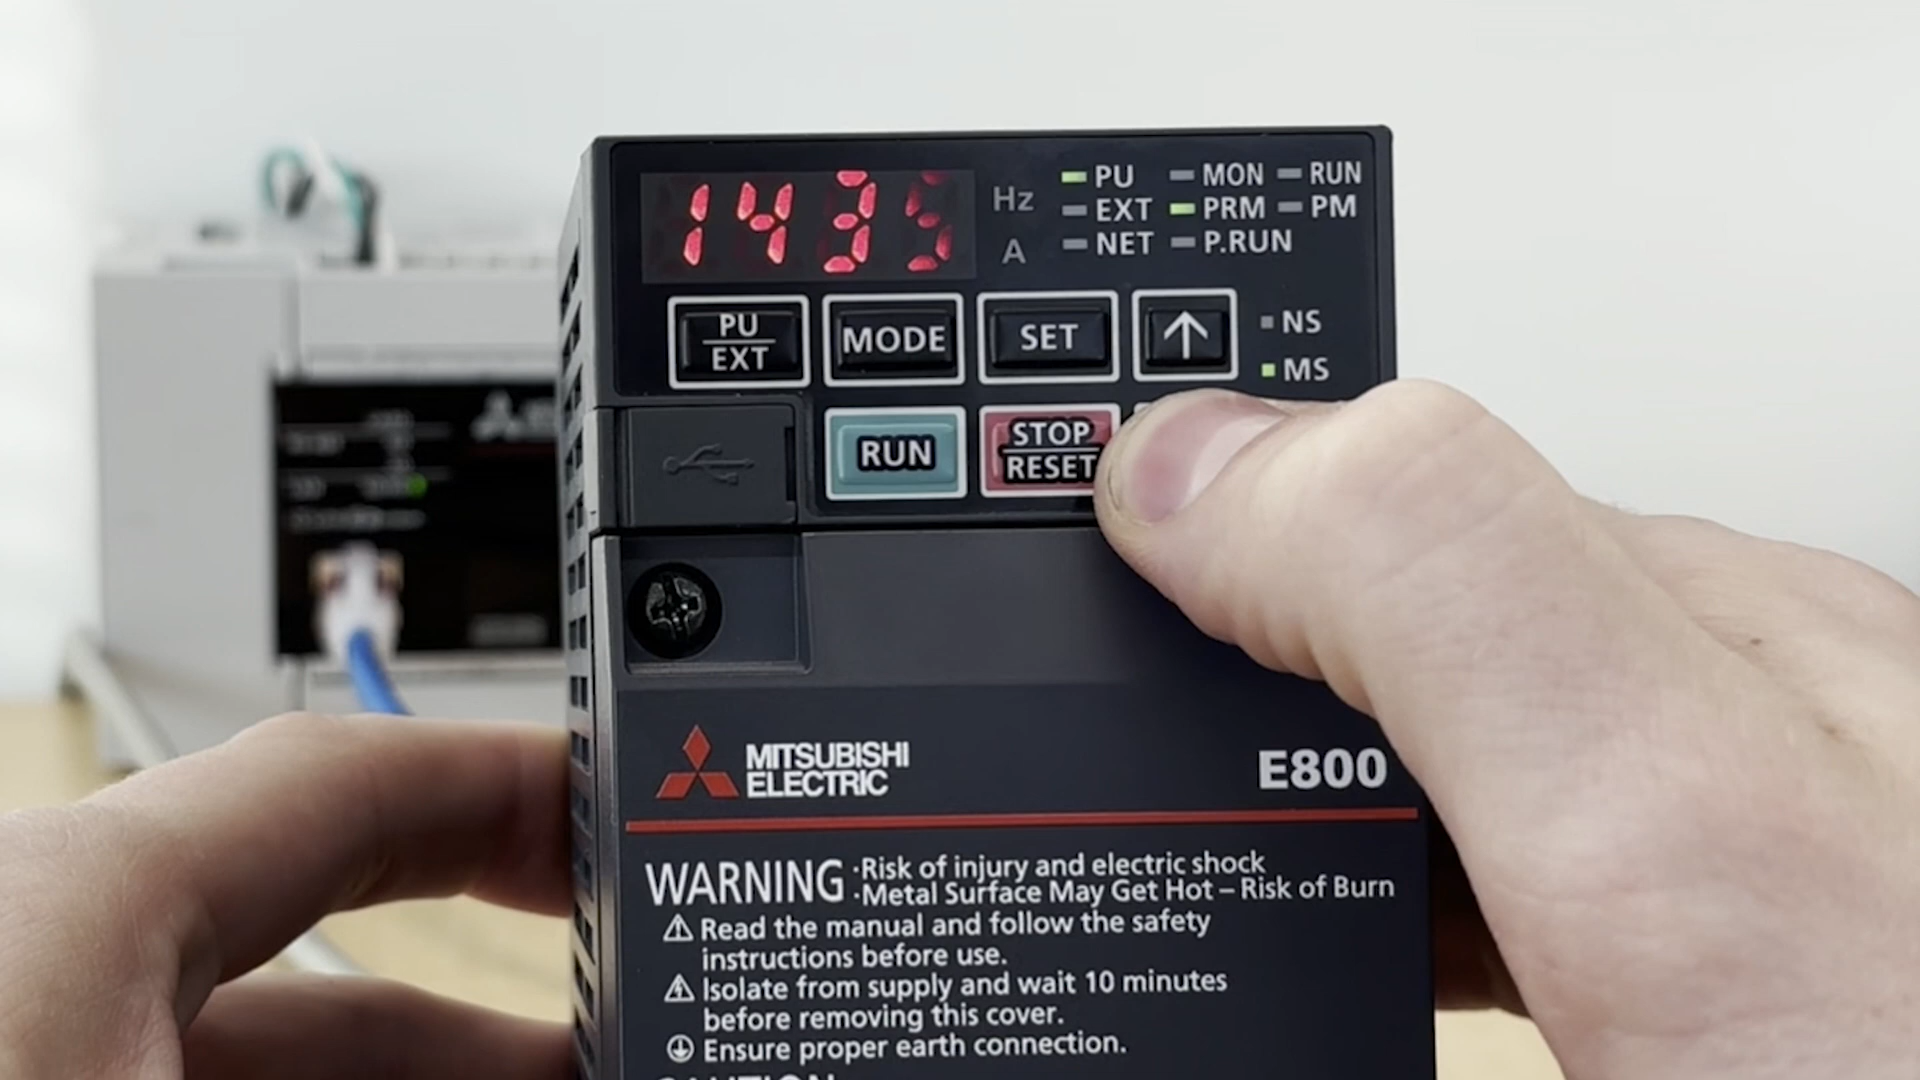 1435
Hz
A
PU
MON
RUN
EXT
PRM
PM
NET
P.RUN
PU
EXT
MODE
SET
↑
NS
MS
RUN
STOP
RESET
MITSUBISHI
ELECTRIC
E800
WARNING
·Risk of injury and electric shock
·Metal Surface May Get Hot – Risk of Burn
Read the manual and follow the safety
instructions before use.
Isolate from supply and wait 10 minutes
before removing this cover.
Ensure proper earth connection.
CAUTION